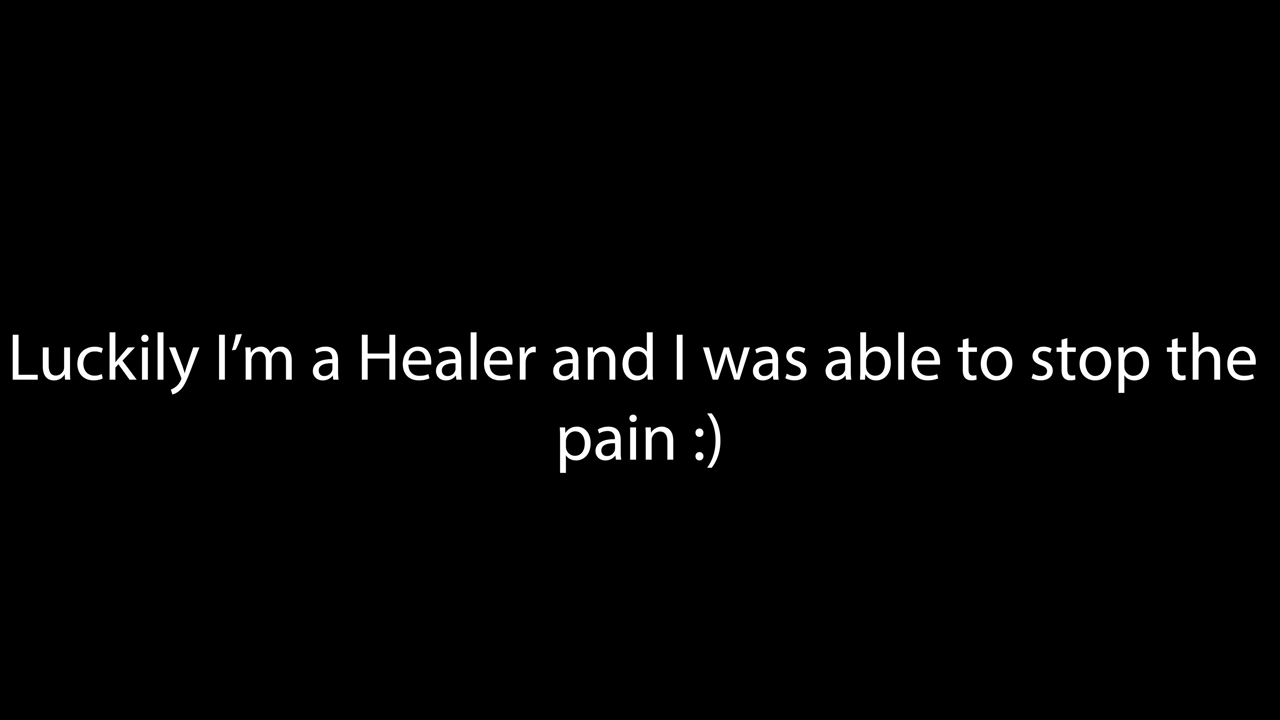 Luckily I’m a Healer and I was able to stop the
pain :)